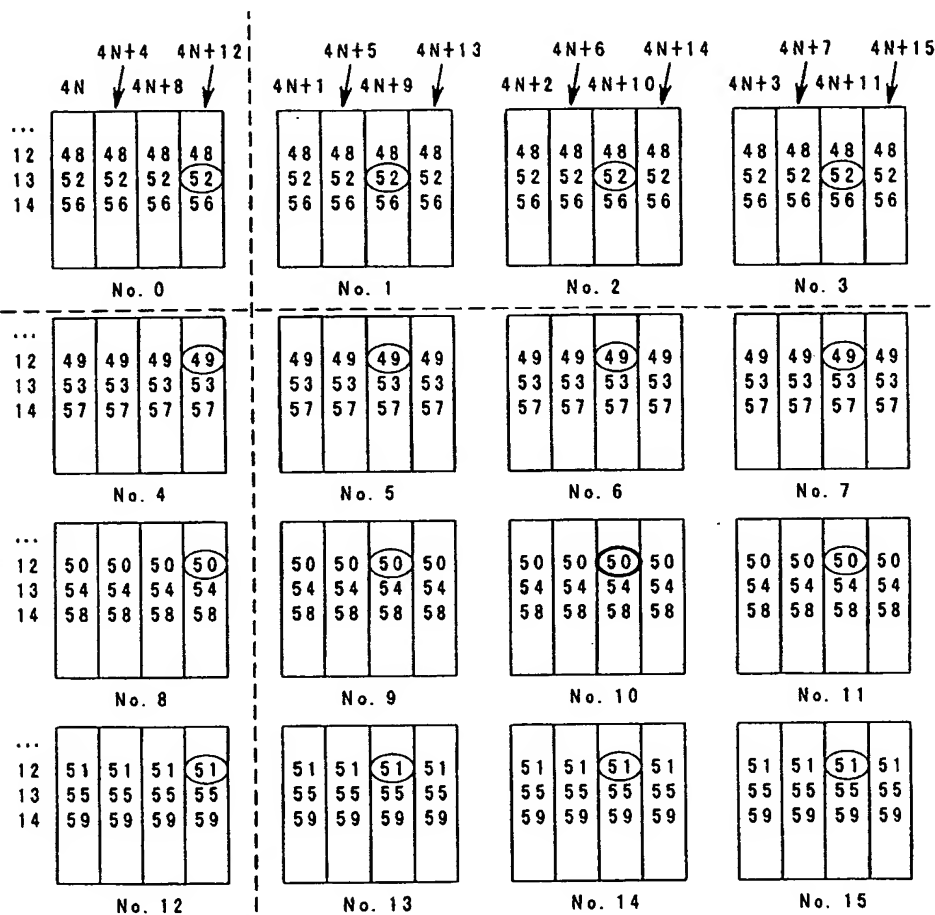 4N+4 4N+12 4N+5 4N+13 4N+6 4N+14 4N+7 4N+15
4N 4N+8 4N+1 4N+9 4N+2 4N+10 4N+3 4N+11
...
12 48 48 48 48 48 48 48 48 48 48 48 48 48 48 48 48
13 52 52 52 52 52 52 52 52 52 52 52 52 52 52 52 52
14 56 56 56 56 56 56 56 56 56 56 56 56 56 56 56 56
No. 0 No. 1 No. 2 No. 3
...
12 49 49 49 49 49 49 49 49 49 49 49 49 49 49 49 49
13 53 53 53 53 53 53 53 53 53 53 53 53 53 53 53 53
14 57 57 57 57 57 57 57 57 57 57 57 57 57 57 57 57
No. 4 No. 5 No. 6 No. 7
...
12 50 50 50 50 50 50 50 50 50 50 50 50 50 50 50 50
13 54 54 54 54 54 54 54 54 54 54 54 54 54 54 54 54
14 58 58 58 58 58 58 58 58 58 58 58 58 58 58 58 58
No. 8 No. 9 No. 10 No. 11
...
12 51 51 51 51 51 51 51 51 51 51 51 51 51 51 51 51
13 55 55 55 55 55 55 55 55 55 55 55 55 55 55 55 55
14 59 59 59 59 59 59 59 59 59 59 59 59 59 59 59 59
No. 12 No. 13 No. 14 No. 15